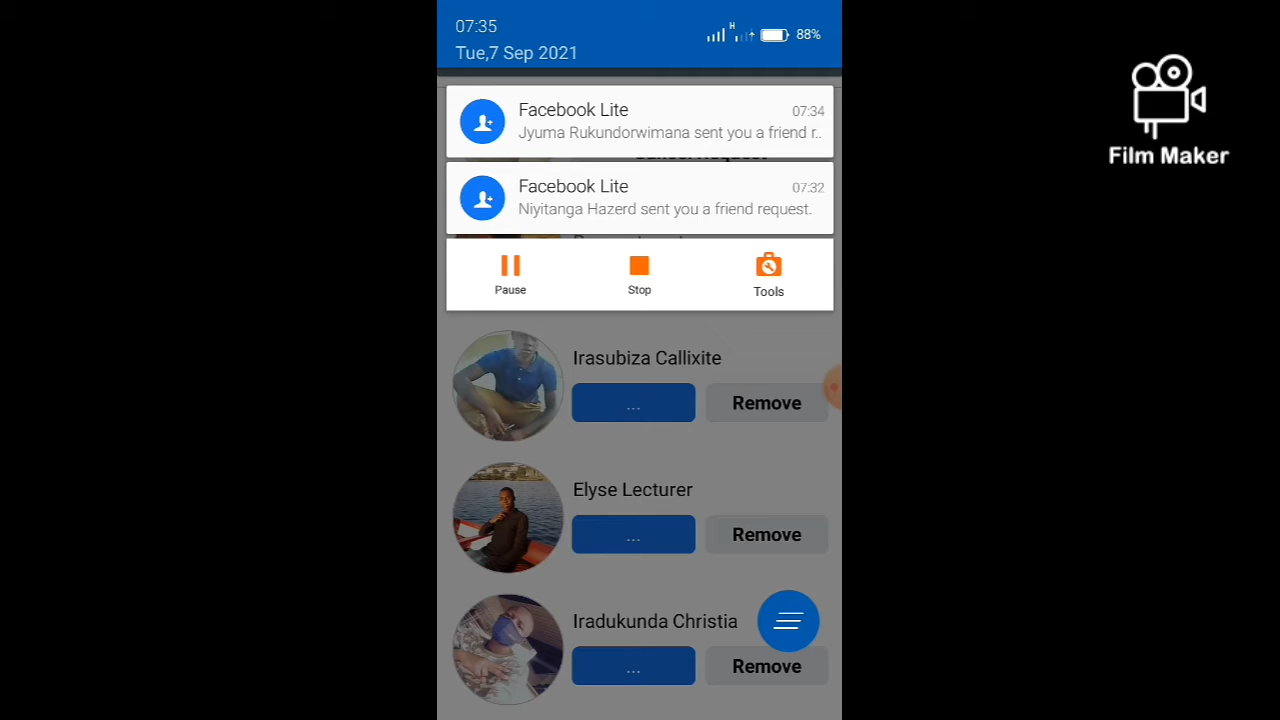 07:35
Tue,7 Sep 2021
H
88%
Film Maker
Facebook Lite
07:34
Jyuma Rukundorwimana sent you a friend r..
Cancel Request
Facebook Lite
07:32
Niyitanga Hazerd sent you a friend request.
Pause
Stop
Tools
Irasubiza Callixite
...
Remove
Elyse Lecturer
...
Remove
Iradukunda Christia
...
Remove